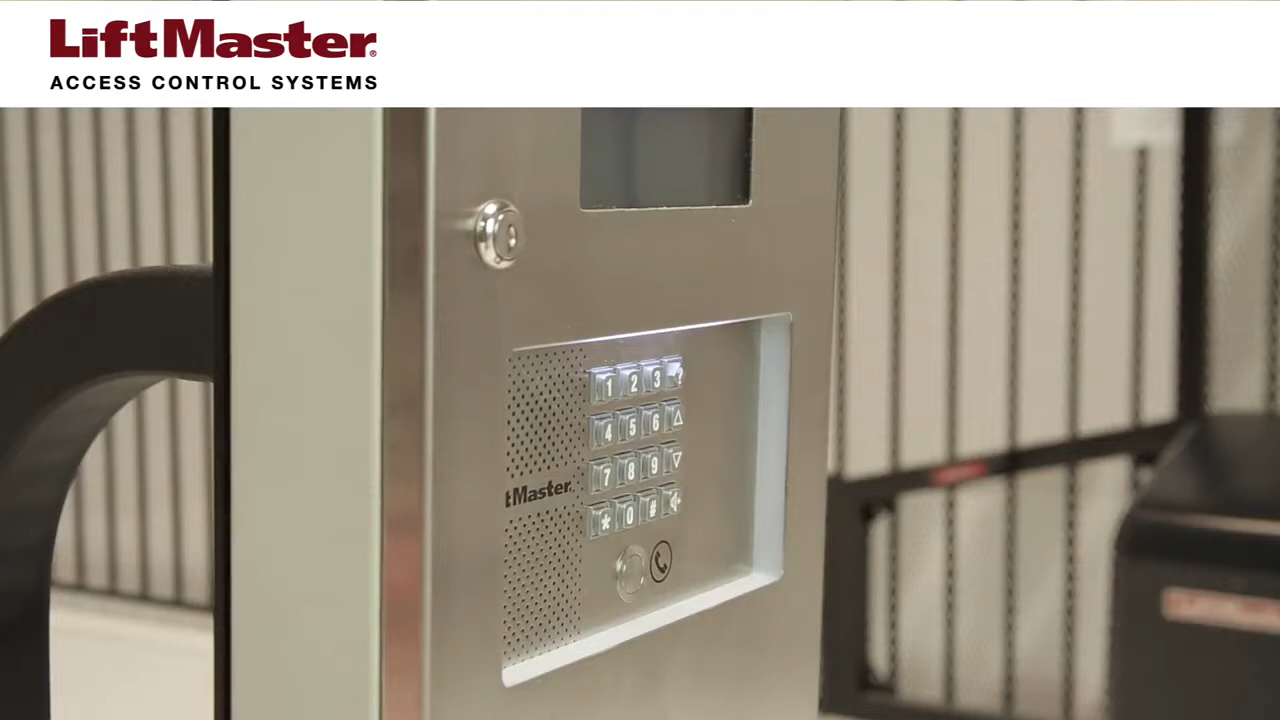 LiftMaster®
ACCESS CONTROL SYSTEMS
1 2 3 ?
4 5 6 △
7 8 9 ▽
tMaster
* 0 #